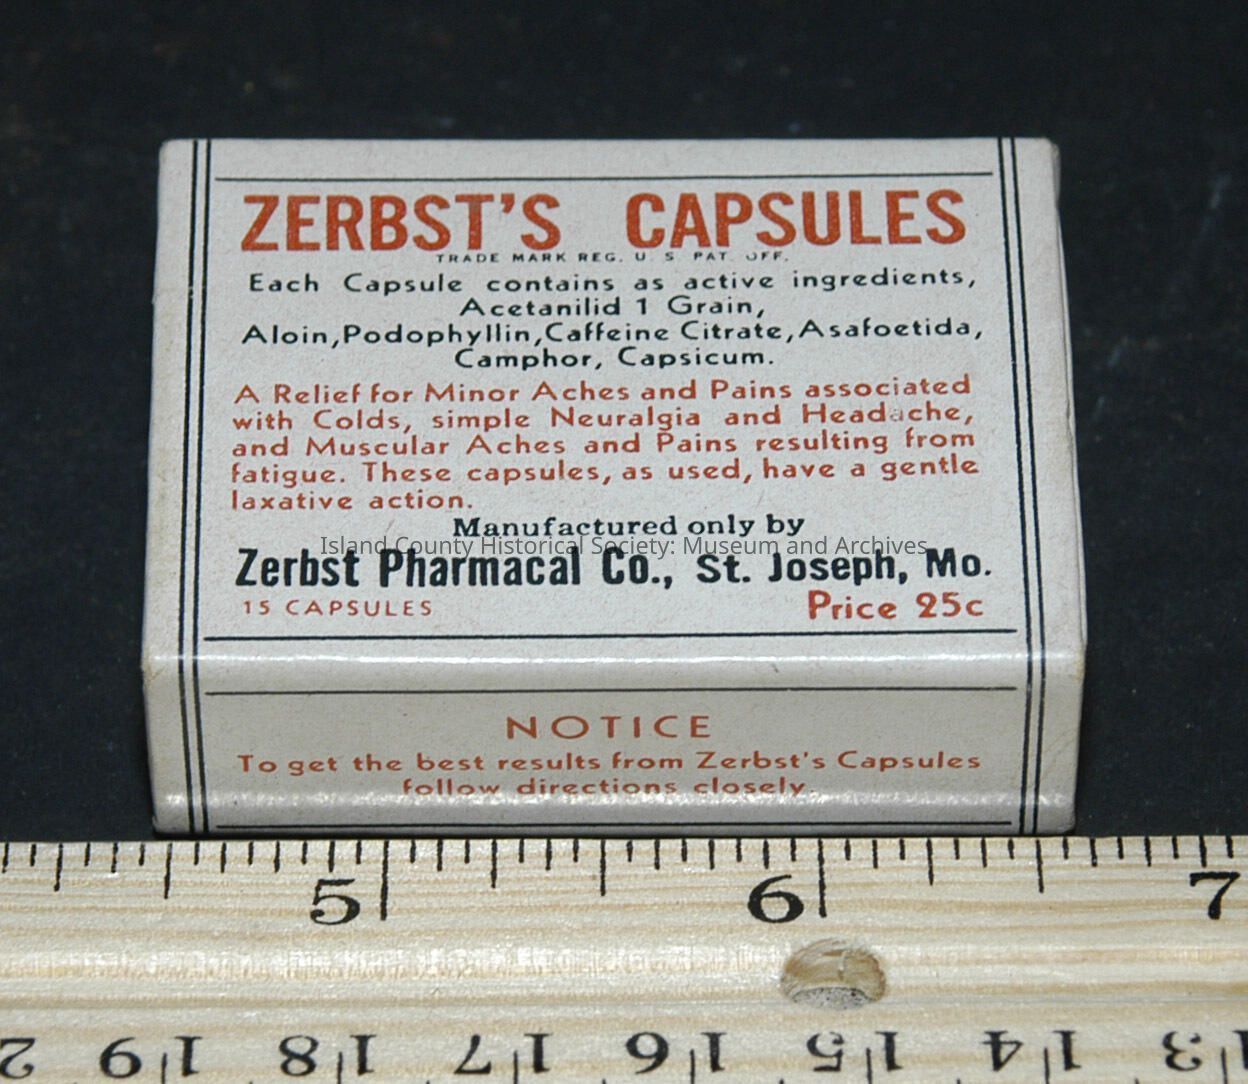 ZERBST'S CAPSULES
TRADE MARK REG. U S PAT OFF.
Each Capsule contains as active ingredients,
Acetanilid 1 Grain,
Aloin, Podophyllin, Caffeine Citrate, Asafoetida,
Camphor, Capsicum.
A Relief for Minor Aches and Pains associated
with Colds, simple Neuralgia and Headache,
and Muscular Aches and Pains resulting from
fatigue. These capsules, as used, have a gentle
laxative action.
Manufactured only by
Island County Historical Society: Museum and Archives
Zerbst Pharmacal Co., St. Joseph, Mo.
15 CAPSULES Price 25c
NOTICE
To get the best results from Zerbst's Capsules
follow directions closely.
5 6 7
2 19 18 17 16 15 14 13